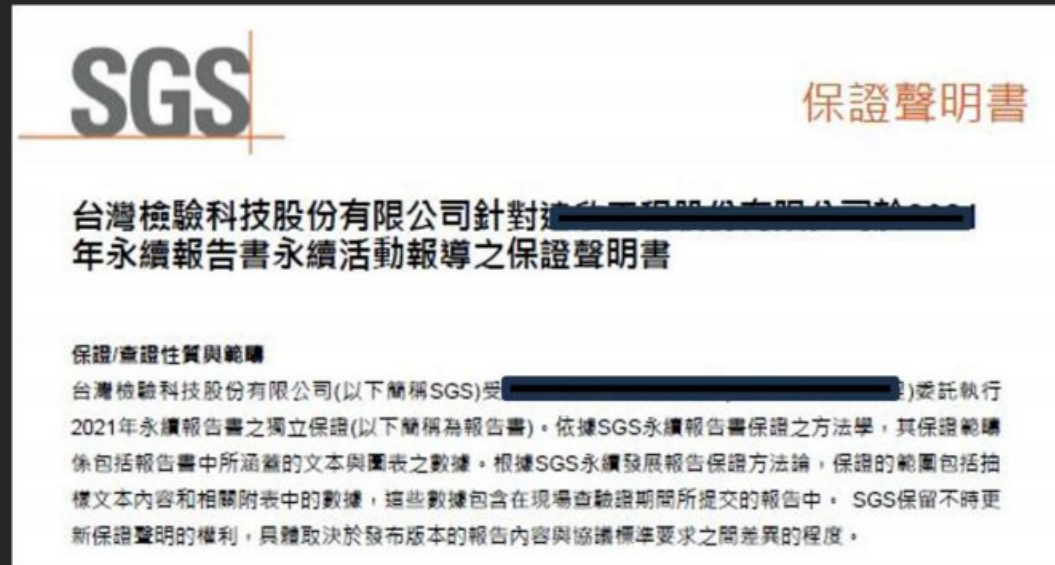 SGS
保證聲明書
台灣檢驗科技股份有限公司針對
年永續報告書永續活動報導之保證聲明書
保證/查證性質與範疇
台灣檢驗科技股份有限公司(以下簡稱SGS)受 )委託執行
2021年永續報告書之獨立保證(以下簡稱為報告書)。依據SGS永續報告書保證之方法學，其保證範疇
係包括報告書中所涵蓋的文本與圖表之數據。根據SGS永續發展報告保證方法論，保證的範圍包括抽
樣文本內容和相關附表中的數據，這些數據包含在現場查驗證期間所提交的報告中。 SGS保留不時更
新保證聲明的權利，具體取決於發布版本的報告內容與協議標準要求之間差異的程度。